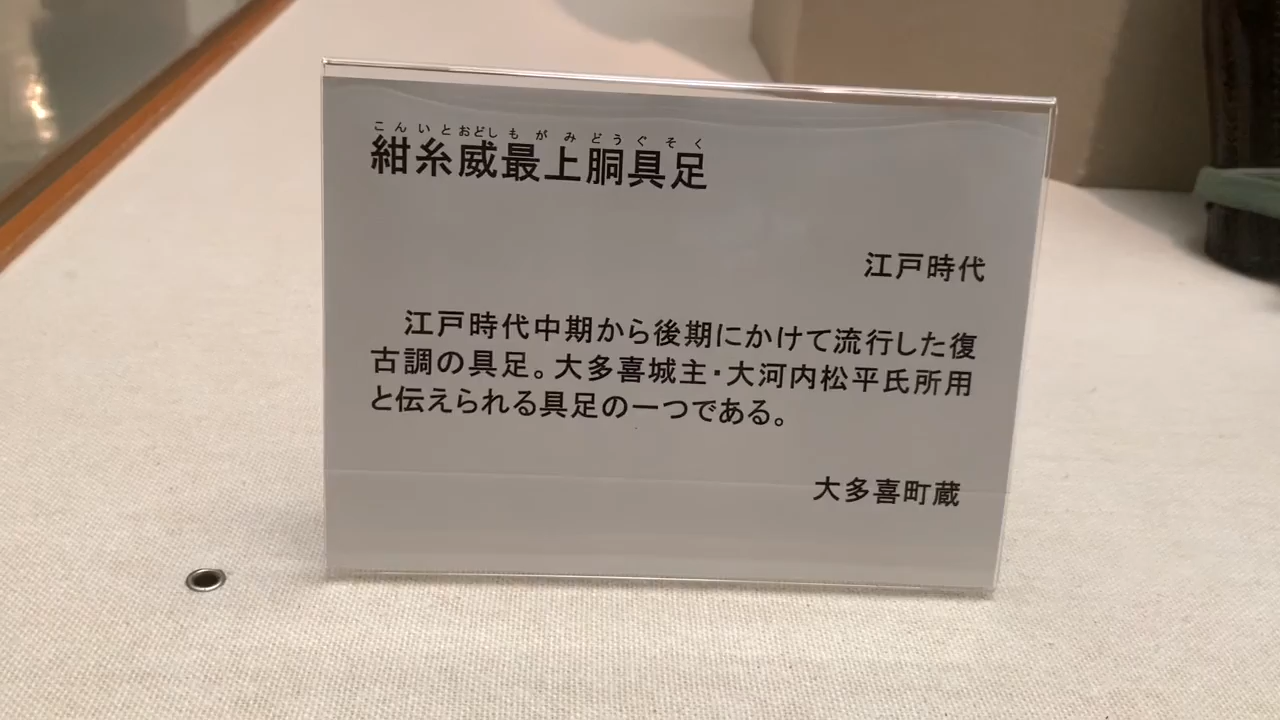 こんいとおどしもがみどうぐそく
紺糸威最上胴具足
江戸時代
江戸時代中期から後期にかけて流行した復
古調の具足。大多喜城主・大河内松平氏所用
と伝えられる具足の一つである。
大多喜町蔵